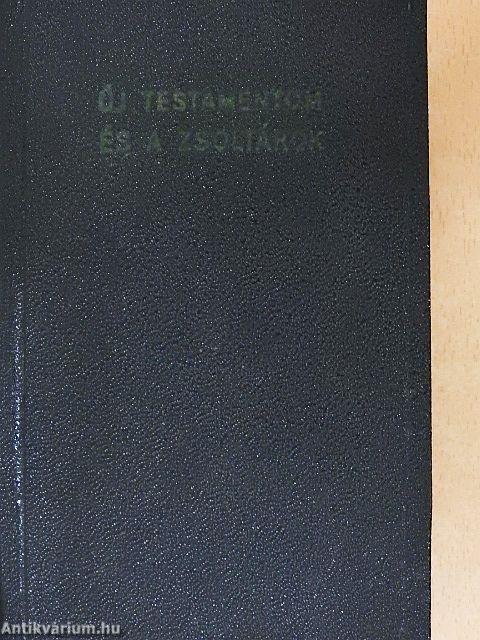 ÚJ TESTAMENTOM
ÉS A ZSOLTÁROK
Antikvárium.hu